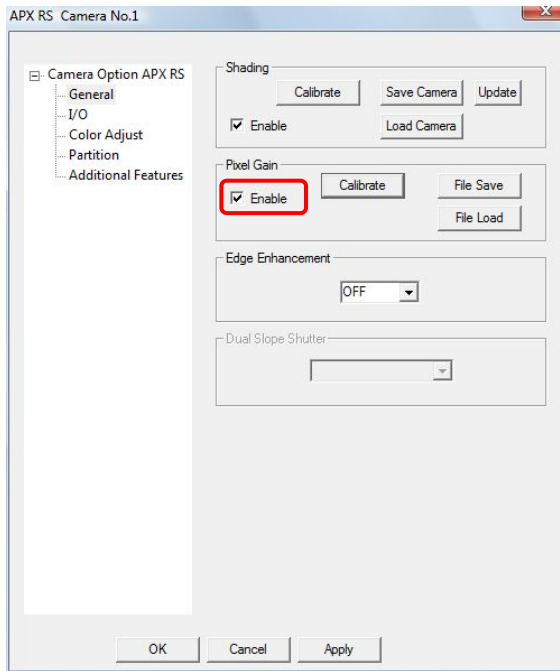 APX RS Camera No.1
Camera Option APX RS
General
I/O
Color Adjust
Partition
Additional Features
Shading
Calibrate
Save Camera
Update
Enable
Load Camera
Pixel Gain
Enable
Calibrate
File Save
File Load
Edge Enhancement
OFF
Dual Slope Shutter
OK
Cancel
Apply